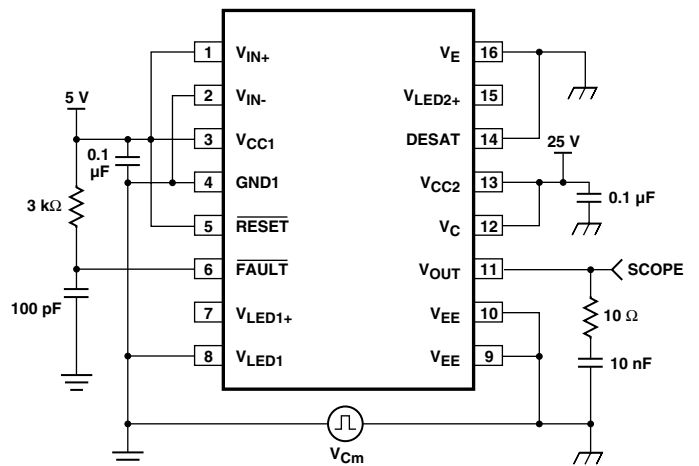 1 V_IN+ V_E 16
2 V_IN- V_LED2+ 15
5 V
3 V_CC1 DESAT 14
0.1 µF
25 V
4 GND1 V_CC2 13
0.1 µF
3 kΩ
5 RESET V_C 12
6 FAULT V_OUT 11 SCOPE
100 pF
7 V_LED1+ V_EE 10
10 Ω
8 V_LED1 V_EE 9
10 nF
V_Cm